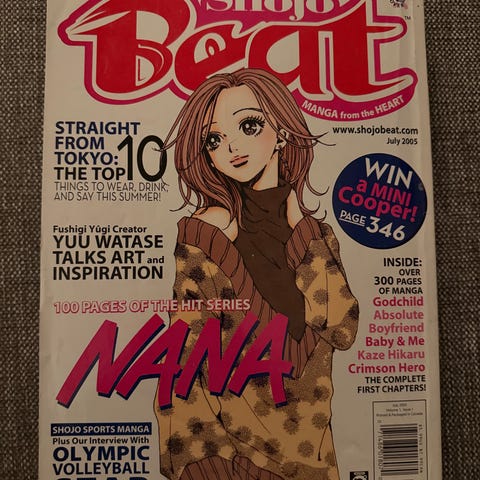 Shojo
Beat
MANGA from the HEART
www.shojobeat.com
July 2005
STRAIGHT
FROM
TOKYO:
THE TOP 10
THINGS TO WEAR, DRINK,
AND SAY THIS SUMMER!
WIN
a MINI
Cooper!
PAGE 346
Fushigi Yûgi Creator
YUU WATASE
TALKS ART and
INSPIRATION
INSIDE:
OVER
300 PAGES
OF MANGA
Godchild
Absolute
Boyfriend
Baby & Me
Kaze Hikaru
Crimson Hero
THE COMPLETE
FIRST CHAPTERS!
100 PAGES OF THE HIT SERIES
NANA
SHOJO SPORTS MANGA
Plus Our Interview With
OLYMPIC
VOLLEYBALL
STAR